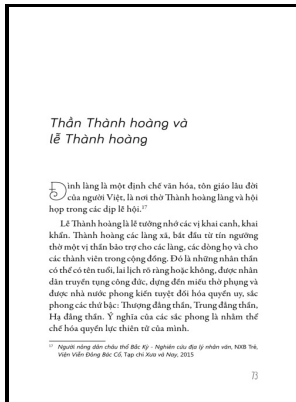 Thần Thành hoàng và
lễ Thành hoàng
Đình làng là một định chế văn hóa, tôn giáo lâu đời
của người Việt, là nơi thờ Thành hoàng làng và hội
họp trong các dịp lễ hội.17
Lễ Thành hoàng là lễ tưởng nhớ các vị khai canh, khai
khẩn. Thành hoàng các làng xã, bắt đầu từ tín ngưỡng
thờ một vị thần bảo trợ cho các làng, các dòng họ và cho
các thành viên trong cộng đồng. Đó là những nhân thần
có thể có tên tuổi, lai lịch rõ ràng hoặc không, được nhân
dân truyền tụng công đức, dựng đền miếu thờ phụng và
được nhà nước phong kiến tuyệt đối hóa quyền uy, sắc
phong các thứ bậc: Thượng đẳng thần, Trung đẳng thần,
Hạ đẳng thần. Ý nghĩa của các sắc phong là nhằm thể
chế hóa quyền lực thiên tử của mình.
17 Người nông dân châu thổ Bắc Kỳ - Nghiên cứu địa lý nhân văn, NXB Trẻ,
Viện Viễn Đông Bác Cổ, Tạp chí Xưa và Nay, 2015
73